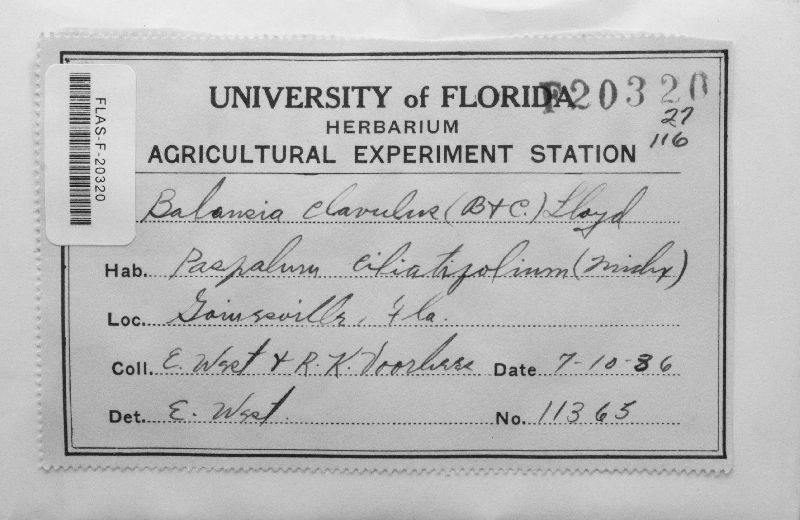 UNIVERSITY of FLORIDA
F20320
HERBARIUM
27
116
AGRICULTURAL EXPERIMENT STATION
FLAS-F-20320
Balansia clavulus (B+C.) Lloyd
Hab. Paspalum ciliatifolium (Michx)
Loc. Gainesville, Fla.
Coll. E. West + R. K. Voorhees Date 7-10-36
Det. E. West. No. 11365